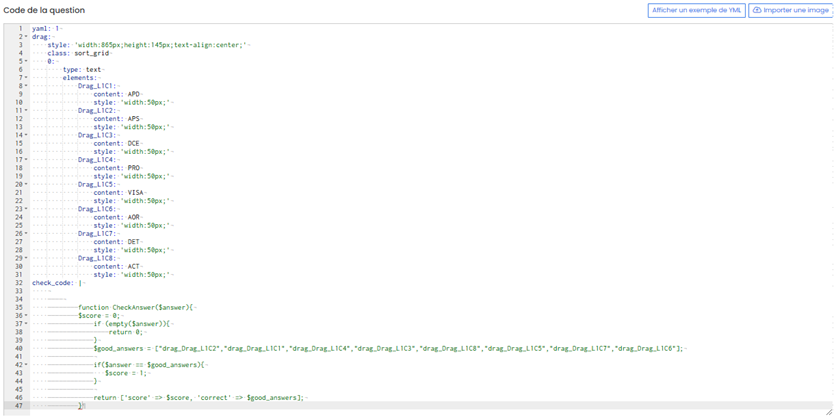 Code de la question
Afficher un exemple de YML
Importer une image
1 yaml: 1
2 drag:
3 style: 'width:865px;height:145px;text-align:center;'
4 class: sort_grid
5 0:
6 type: text
7 elements:
8 Drag_L1C1:
9 content: APD
10 style: 'width:50px;'
11 Drag_L1C2:
12 content: APS
13 style: 'width:50px;'
14 Drag_L1C3:
15 content: DCE
16 style: 'width:50px;'
17 Drag_L1C4:
18 content: PRO
19 style: 'width:50px;'
20 Drag_L1C5:
21 content: VISA
22 style: 'width:50px;'
23 Drag_L1C6:
24 content: AOR
25 style: 'width:50px;'
26 Drag_L1C7:
27 content: DET
28 style: 'width:50px;'
29 Drag_L1C8:
30 content: ACT
31 style: 'width:50px;'
32 check_code: |
33
34
35 function CheckAnswer($answer){
36 $score = 0;
37 if (empty($answer)){
38 return 0;
39 }
40 $good_answers = ["drag_Drag_L1C2","drag_Drag_L1C1","drag_Drag_L1C4","drag_Drag_L1C3","drag_Drag_L1C8","drag_Drag_L1C5","drag_Drag_L1C7","drag_Drag_L1C6"];
41
42 if($answer == $good_answers){
43 $score = 1;
44 }
45
46 return ['score' => $score, 'correct' => $good_answers];
47 }